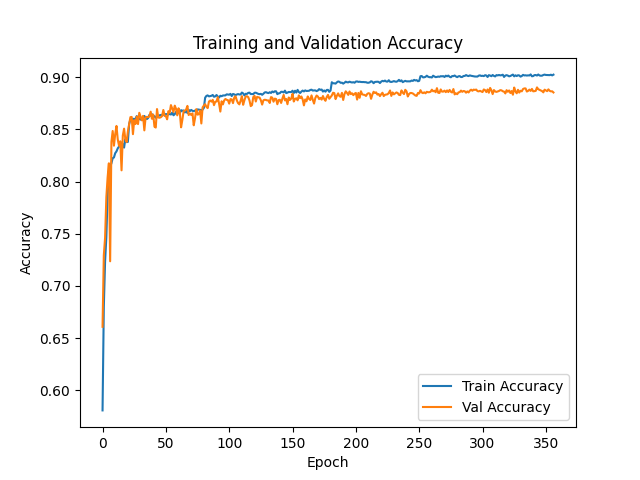 Training and Validation Accuracy
0.90
0.85
0.80
0.75
0.70
0.65
0.60
Accuracy
Train Accuracy
Val Accuracy
0 50 100 150 200 250 300 350
Epoch